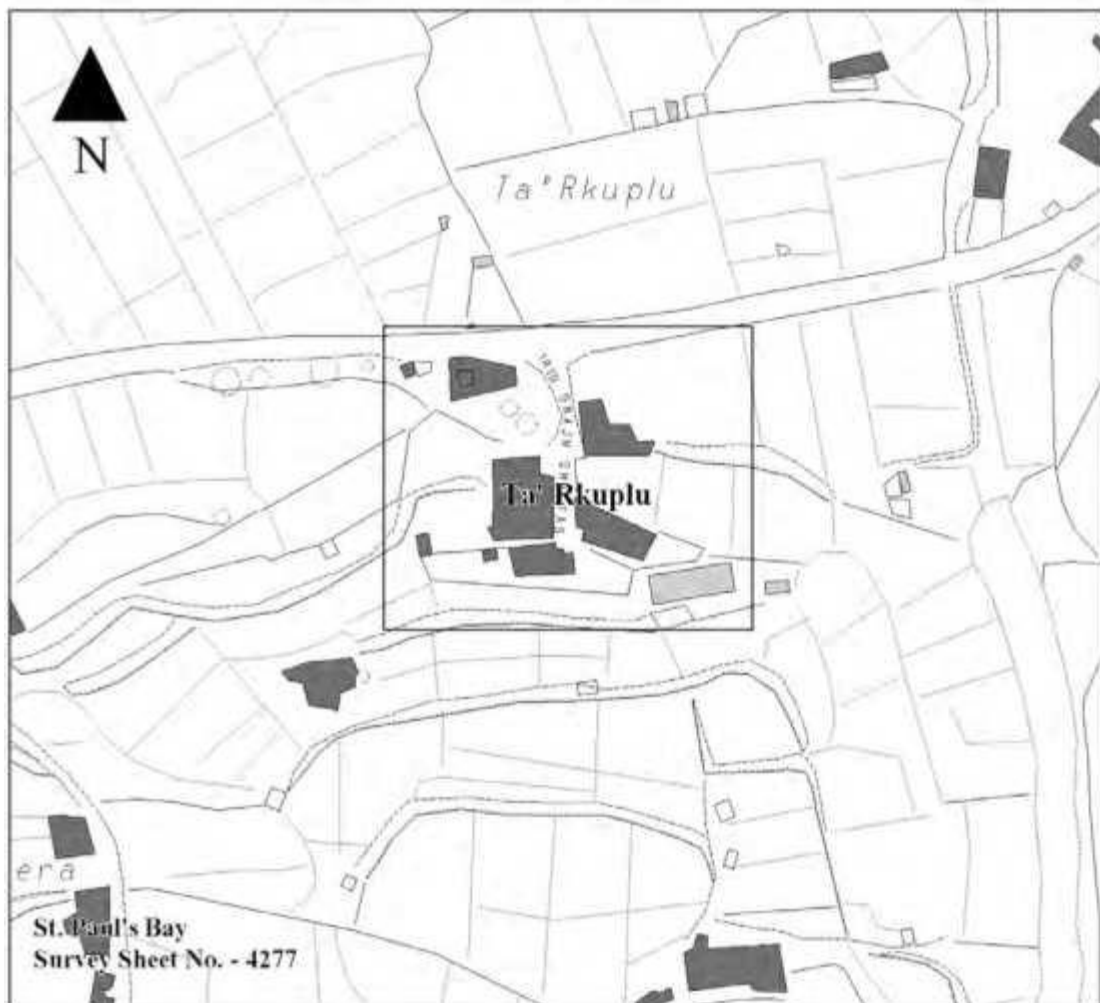 N
Ta' Rkuplu
Ta' Rkuplu
era
St. Paul's Bay
Survey Sheet No. - 4277